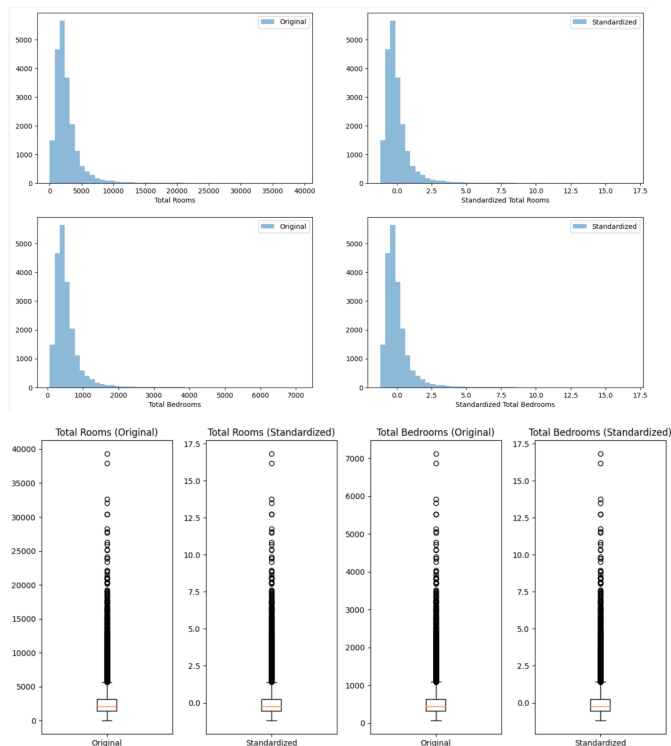 Original
5000
4000
3000
2000
1000
0
0 5000 10000 15000 20000 25000 30000 35000 40000
Total Rooms
Standardized
5000
4000
3000
2000
1000
0
0.0 2.5 5.0 7.5 10.0 12.5 15.0 17.5
Standardized Total Rooms
Original
5000
4000
3000
2000
1000
0
0 1000 2000 3000 4000 5000 6000 7000
Total Bedrooms
Standardized
5000
4000
3000
2000
1000
0
0.0 2.5 5.0 7.5 10.0 12.5 15.0 17.5
Standardized Total Bedrooms
Total Rooms (Original)
40000
35000
30000
25000
20000
15000
10000
5000
0
Original
Total Rooms (Standardized)
17.5
15.0
12.5
10.0
7.5
5.0
2.5
0.0
Standardized
Total Bedrooms (Original)
7000
6000
5000
4000
3000
2000
1000
0
Original
Total Bedrooms (Standardized)
17.5
15.0
12.5
10.0
7.5
5.0
2.5
0.0
Standardized